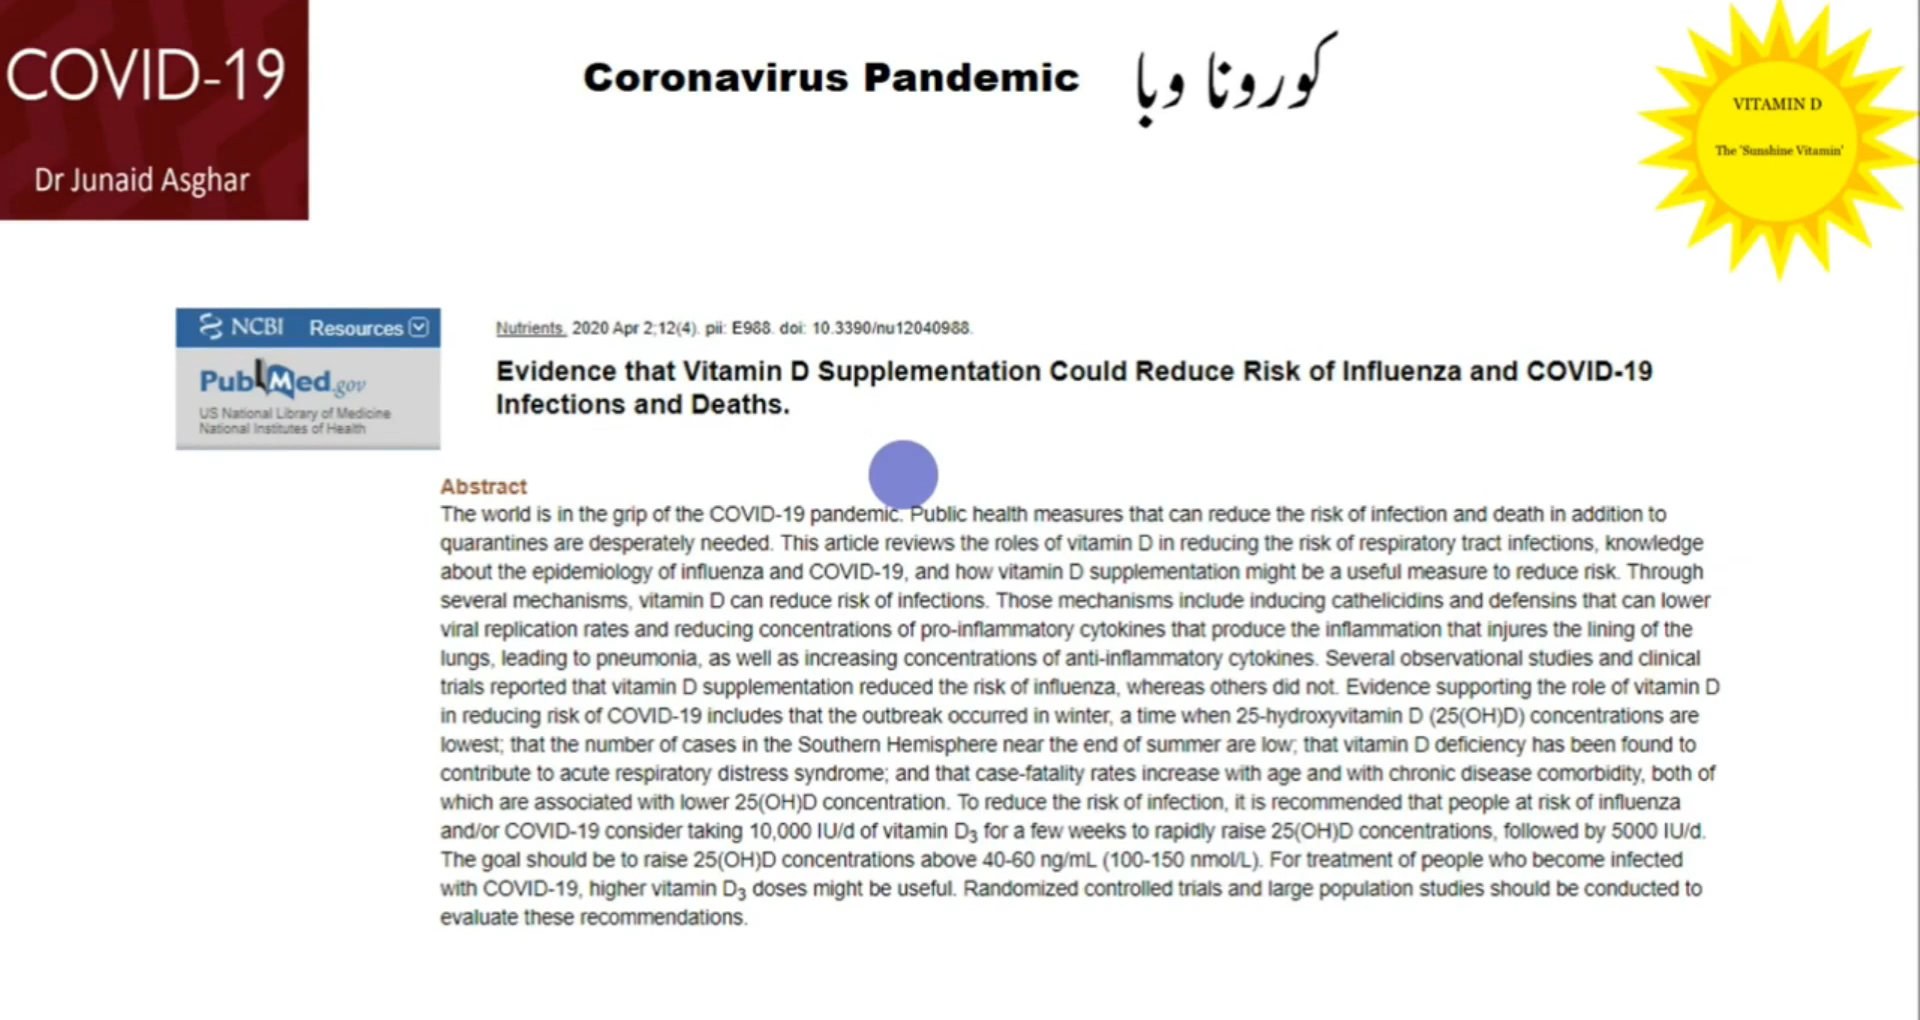 COVID-19
Dr Junaid Asghar
Coronavirus Pandemic کورونا وبا
VITAMIN D
The 'Sunshine Vitamin'
NCBI Resources
PubMed.gov
US National Library of Medicine
National Institutes of Health
Nutrients. 2020 Apr 2;12(4). pii: E988. doi: 10.3390/nu12040988.
Evidence that Vitamin D Supplementation Could Reduce Risk of Influenza and COVID-19
Infections and Deaths.
Abstract
The world is in the grip of the COVID-19 pandemic. Public health measures that can reduce the risk of infection and death in addition to
quarantines are desperately needed. This article reviews the roles of vitamin D in reducing the risk of respiratory tract infections, knowledge
about the epidemiology of influenza and COVID-19, and how vitamin D supplementation might be a useful measure to reduce risk. Through
several mechanisms, vitamin D can reduce risk of infections. Those mechanisms include inducing cathelicidins and defensins that can lower
viral replication rates and reducing concentrations of pro-inflammatory cytokines that produce the inflammation that injures the lining of the
lungs, leading to pneumonia, as well as increasing concentrations of anti-inflammatory cytokines. Several observational studies and clinical
trials reported that vitamin D supplementation reduced the risk of influenza, whereas others did not. Evidence supporting the role of vitamin D
in reducing risk of COVID-19 includes that the outbreak occurred in winter, a time when 25-hydroxyvitamin D (25(OH)D) concentrations are
lowest; that the number of cases in the Southern Hemisphere near the end of summer are low; that vitamin D deficiency has been found to
contribute to acute respiratory distress syndrome; and that case-fatality rates increase with age and with chronic disease comorbidity, both of
which are associated with lower 25(OH)D concentration. To reduce the risk of infection, it is recommended that people at risk of influenza
and/or COVID-19 consider taking 10,000 IU/d of vitamin D3 for a few weeks to rapidly raise 25(OH)D concentrations, followed by 5000 IU/d.
The goal should be to raise 25(OH)D concentrations above 40-60 ng/mL (100-150 nmol/L). For treatment of people who become infected
with COVID-19, higher vitamin D3 doses might be useful. Randomized controlled trials and large population studies should be conducted to
evaluate these recommendations.